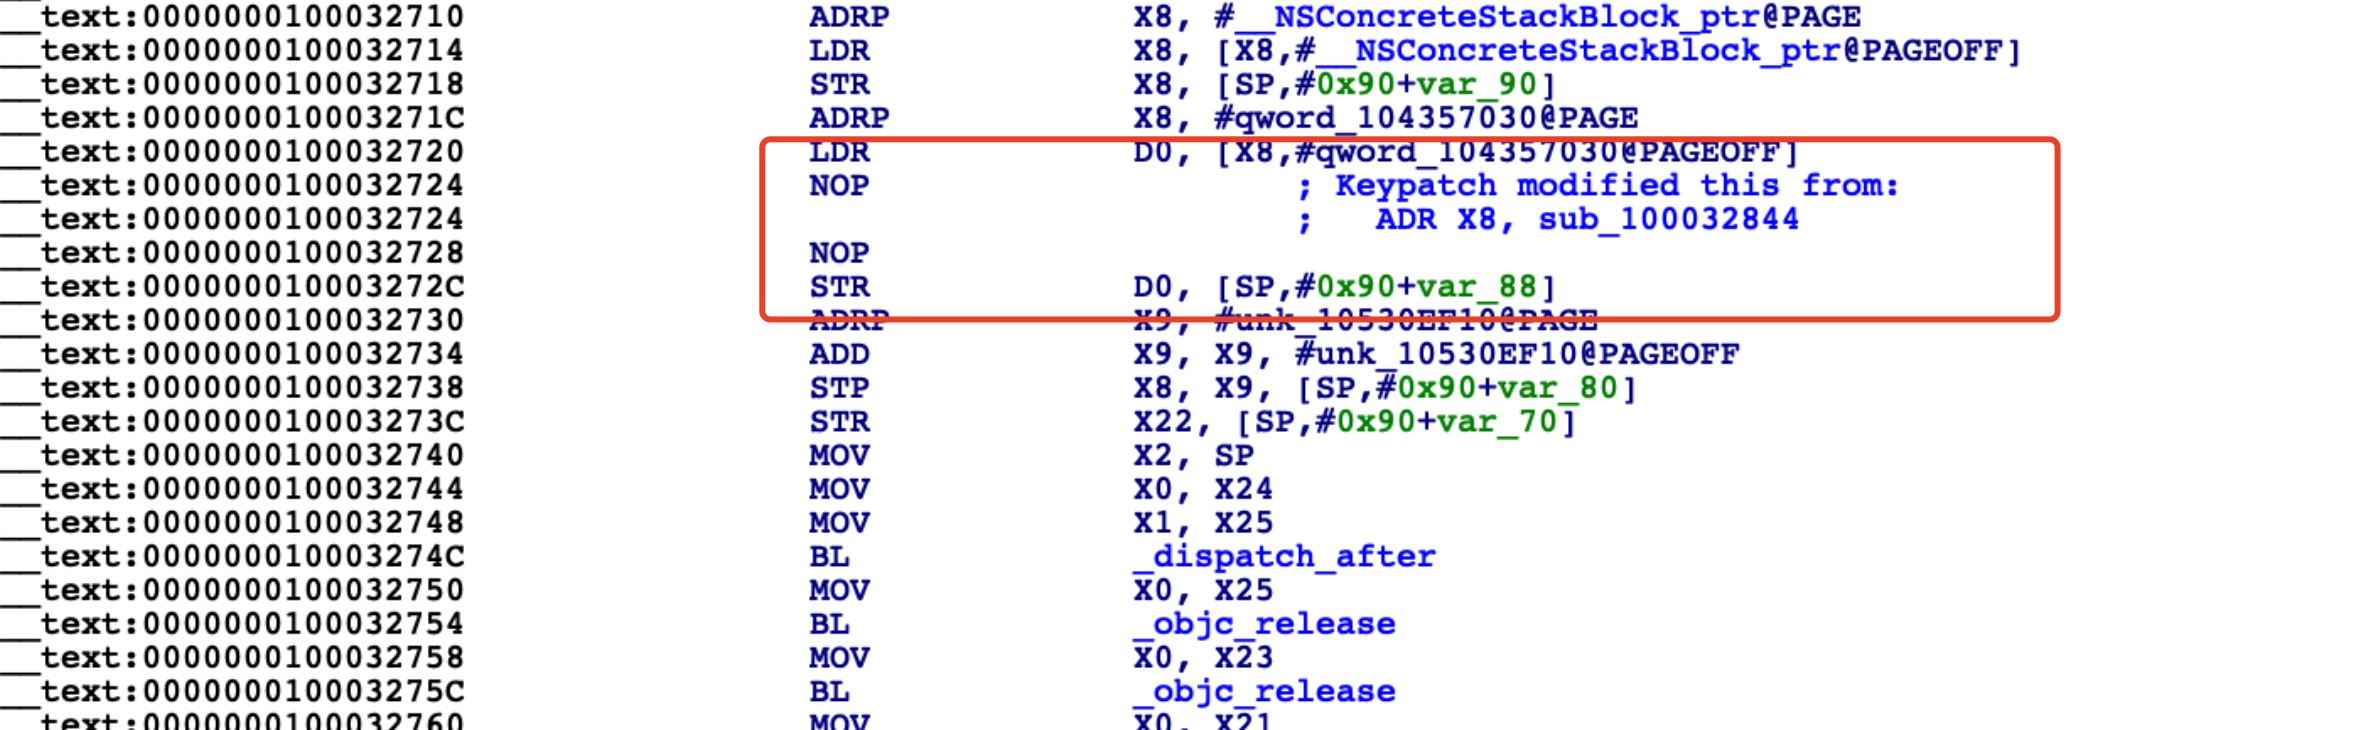 __text:0000000100032710 ADRP X8, #__NSConcreteStackBlock_ptr@PAGE
__text:0000000100032714 LDR X8, [X8,#__NSConcreteStackBlock_ptr@PAGEOFF]
__text:0000000100032718 STR X8, [SP,#0x90+var_90]
__text:000000010003271C ADRP X8, #qword_104357030@PAGE
__text:0000000100032720 LDR D0, [X8,#qword_104357030@PAGEOFF]
__text:0000000100032724 NOP ; Keypatch modified this from:
__text:0000000100032724 ; ADR X8, sub_100032844
__text:0000000100032728 NOP
__text:000000010003272C STR D0, [SP,#0x90+var_88]
__text:0000000100032730 ADRP X9, #unk_10530EF10@PAGE
__text:0000000100032734 ADD X9, X9, #unk_10530EF10@PAGEOFF
__text:0000000100032738 STP X8, X9, [SP,#0x90+var_80]
__text:000000010003273C STR X22, [SP,#0x90+var_70]
__text:0000000100032740 MOV X2, SP
__text:0000000100032744 MOV X0, X24
__text:0000000100032748 MOV X1, X25
__text:000000010003274C BL _dispatch_after
__text:0000000100032750 MOV X0, X25
__text:0000000100032754 BL _objc_release
__text:0000000100032758 MOV X0, X23
__text:000000010003275C BL _objc_release
__text:0000000100032760 MOV X0, X21